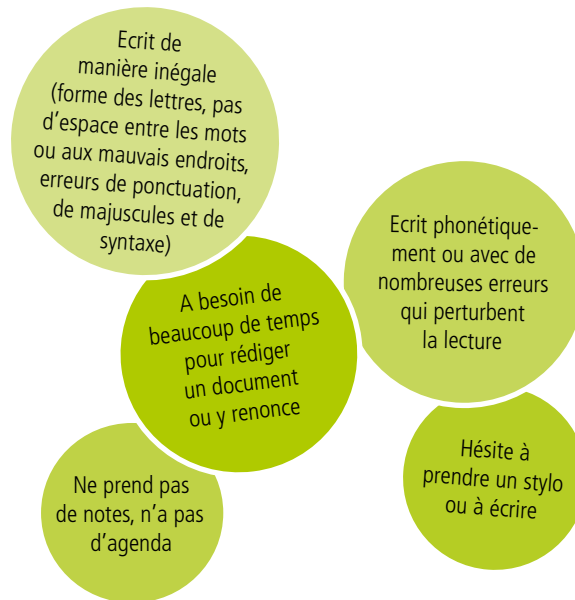 Ecrit de
manière inégale
(forme des lettres, pas
d’espace entre les mots
ou aux mauvais endroits,
erreurs de ponctuation,
de majuscules et de
syntaxe)
Ecrit phonétique-
ment ou avec de
nombreuses erreurs
qui perturbent
la lecture
A besoin de
beaucoup de temps
pour rédiger
un document
ou y renonce
Hésite à
prendre un stylo
ou à écrire
Ne prend pas
de notes, n’a pas
d’agenda